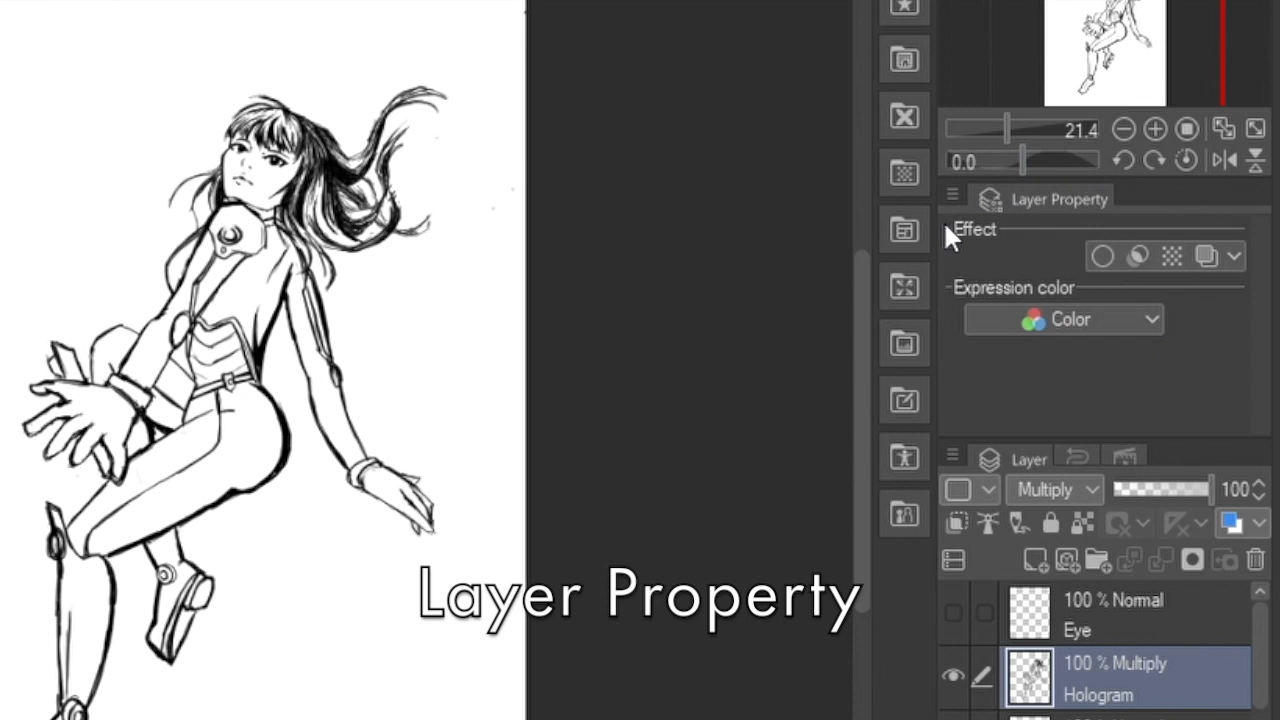 21.4
0.0
Layer Property
Effect
Expression color
Color
Layer
Multiply
100
100 % Normal
Eye
100 % Multiply
Hologram
Layer Property